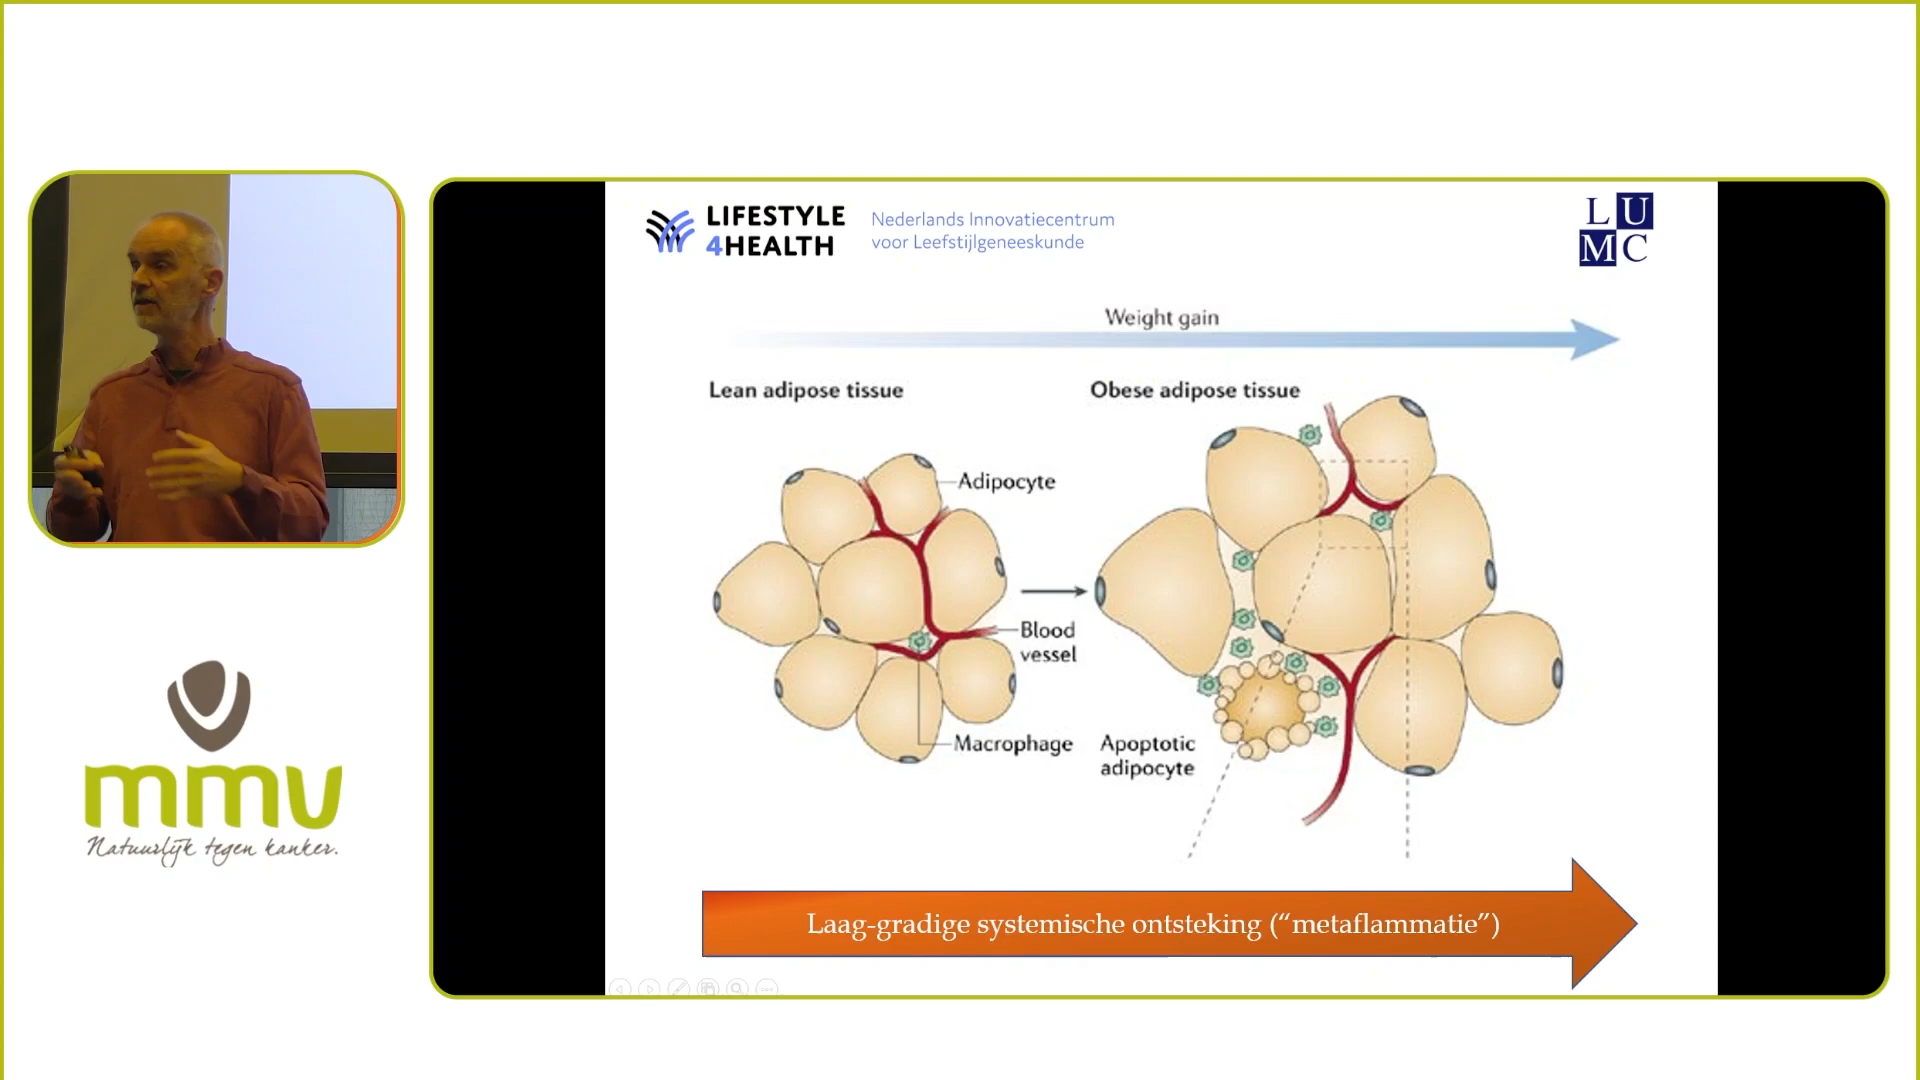 LIFESTYLE
4HEALTH
Nederlands Innovatiecentrum
voor Leefstijlgeneeskunde
L U
M C
Weight gain
Lean adipose tissue
Obese adipose tissue
Adipocyte
Blood
vessel
Macrophage
Apoptotic
adipocyte
Laag-gradige systemische ontsteking (“metaflammatie”)
mmv
Natuurlijk tegen kanker.